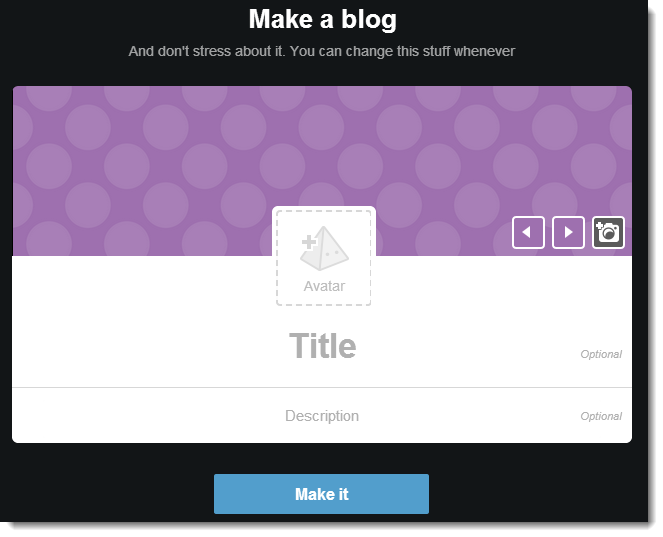 Make a blog
And don't stress about it. You can change this stuff whenever
Avatar
Title
Optional
Description
Optional
Make it